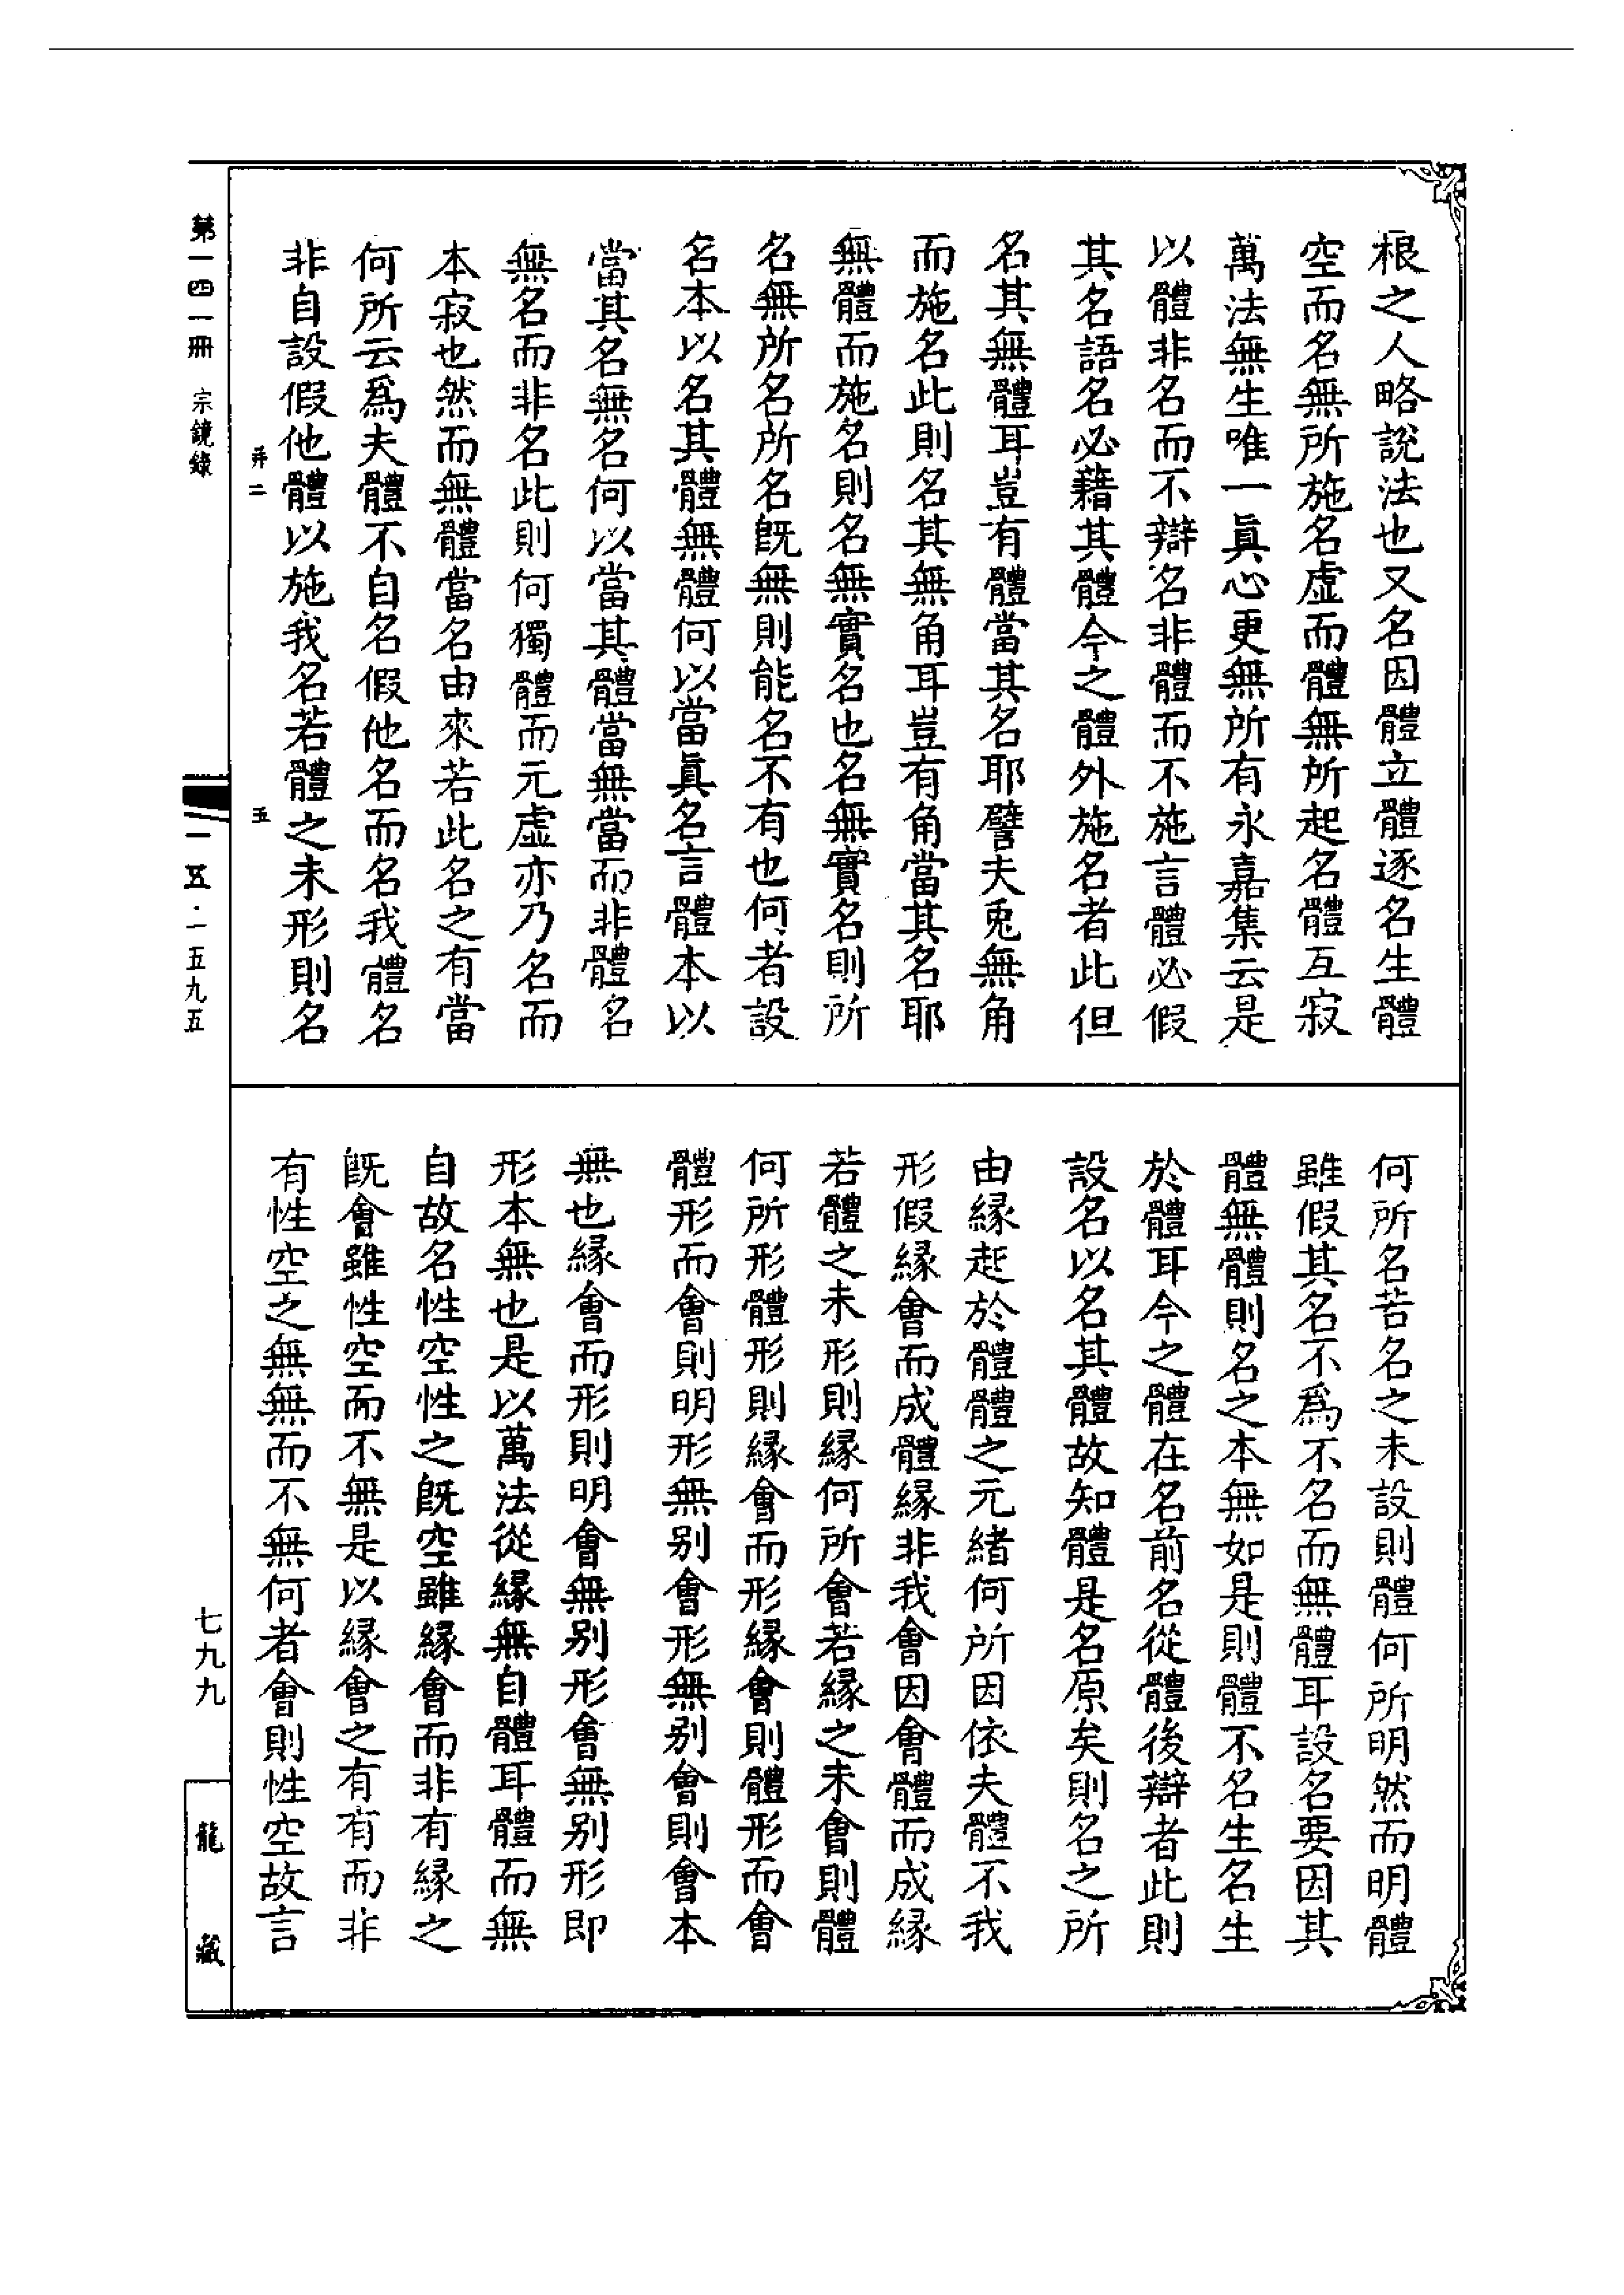 根之人略說法也又名因體立體逐名生體
空而名無所施名虛而體無所起名體互寂
萬法無生唯一眞心更無所有永嘉集云是
以體非名而不辯名非體而不施言體必假
其名語名必藉其體今之體外施名者此但
名其無體耳豈有體當其名耶譬夫兎無角
而施名此則名其無角耳豈有角當其名耶
無體而施名則名無實名也名無實名則所
名無所名所名旣無則能名不有也何者設
名本以名其體無體何以當眞名言體本以
當其名無名何以當其體當無當而非體名
無名而非名此則何獨體而元虛亦乃名而
本寂也然而無體當名由來若此名之有當
何所云爲夫體不自名假他名而名我體名
非自設假他體以施我名若體之未形則名
何所名若名之未設則體何所明然而明體
雖假其名不爲不名而無體耳設名要因其
體無體則名之本無如是則體不名生名生
於體耳今之體在名前名從體後辯者此則
設名以名其體故知體是名原矣則名之所
由緣起於體體之元緒何所因依夫體不我
形假緣會而成體緣非我會因會體而成緣
若體之未形則緣何所會若緣之未會則體
何所形體形則緣會而形緣會則體形而會
體形而會則明形無别會形無别會則會本
無也緣會而形則明會無别形會無别形即
形本無也是以萬法從緣無自體耳體而無
自故名性空性之旣空雖緣會而非有緣之
旣會雖性空而不無是以緣會之有有而非
有性空之無無而不無何者會則性空故言
第一四一冊 宗鏡錄
弄二 五
一一五·一五九五
七九九
龍藏